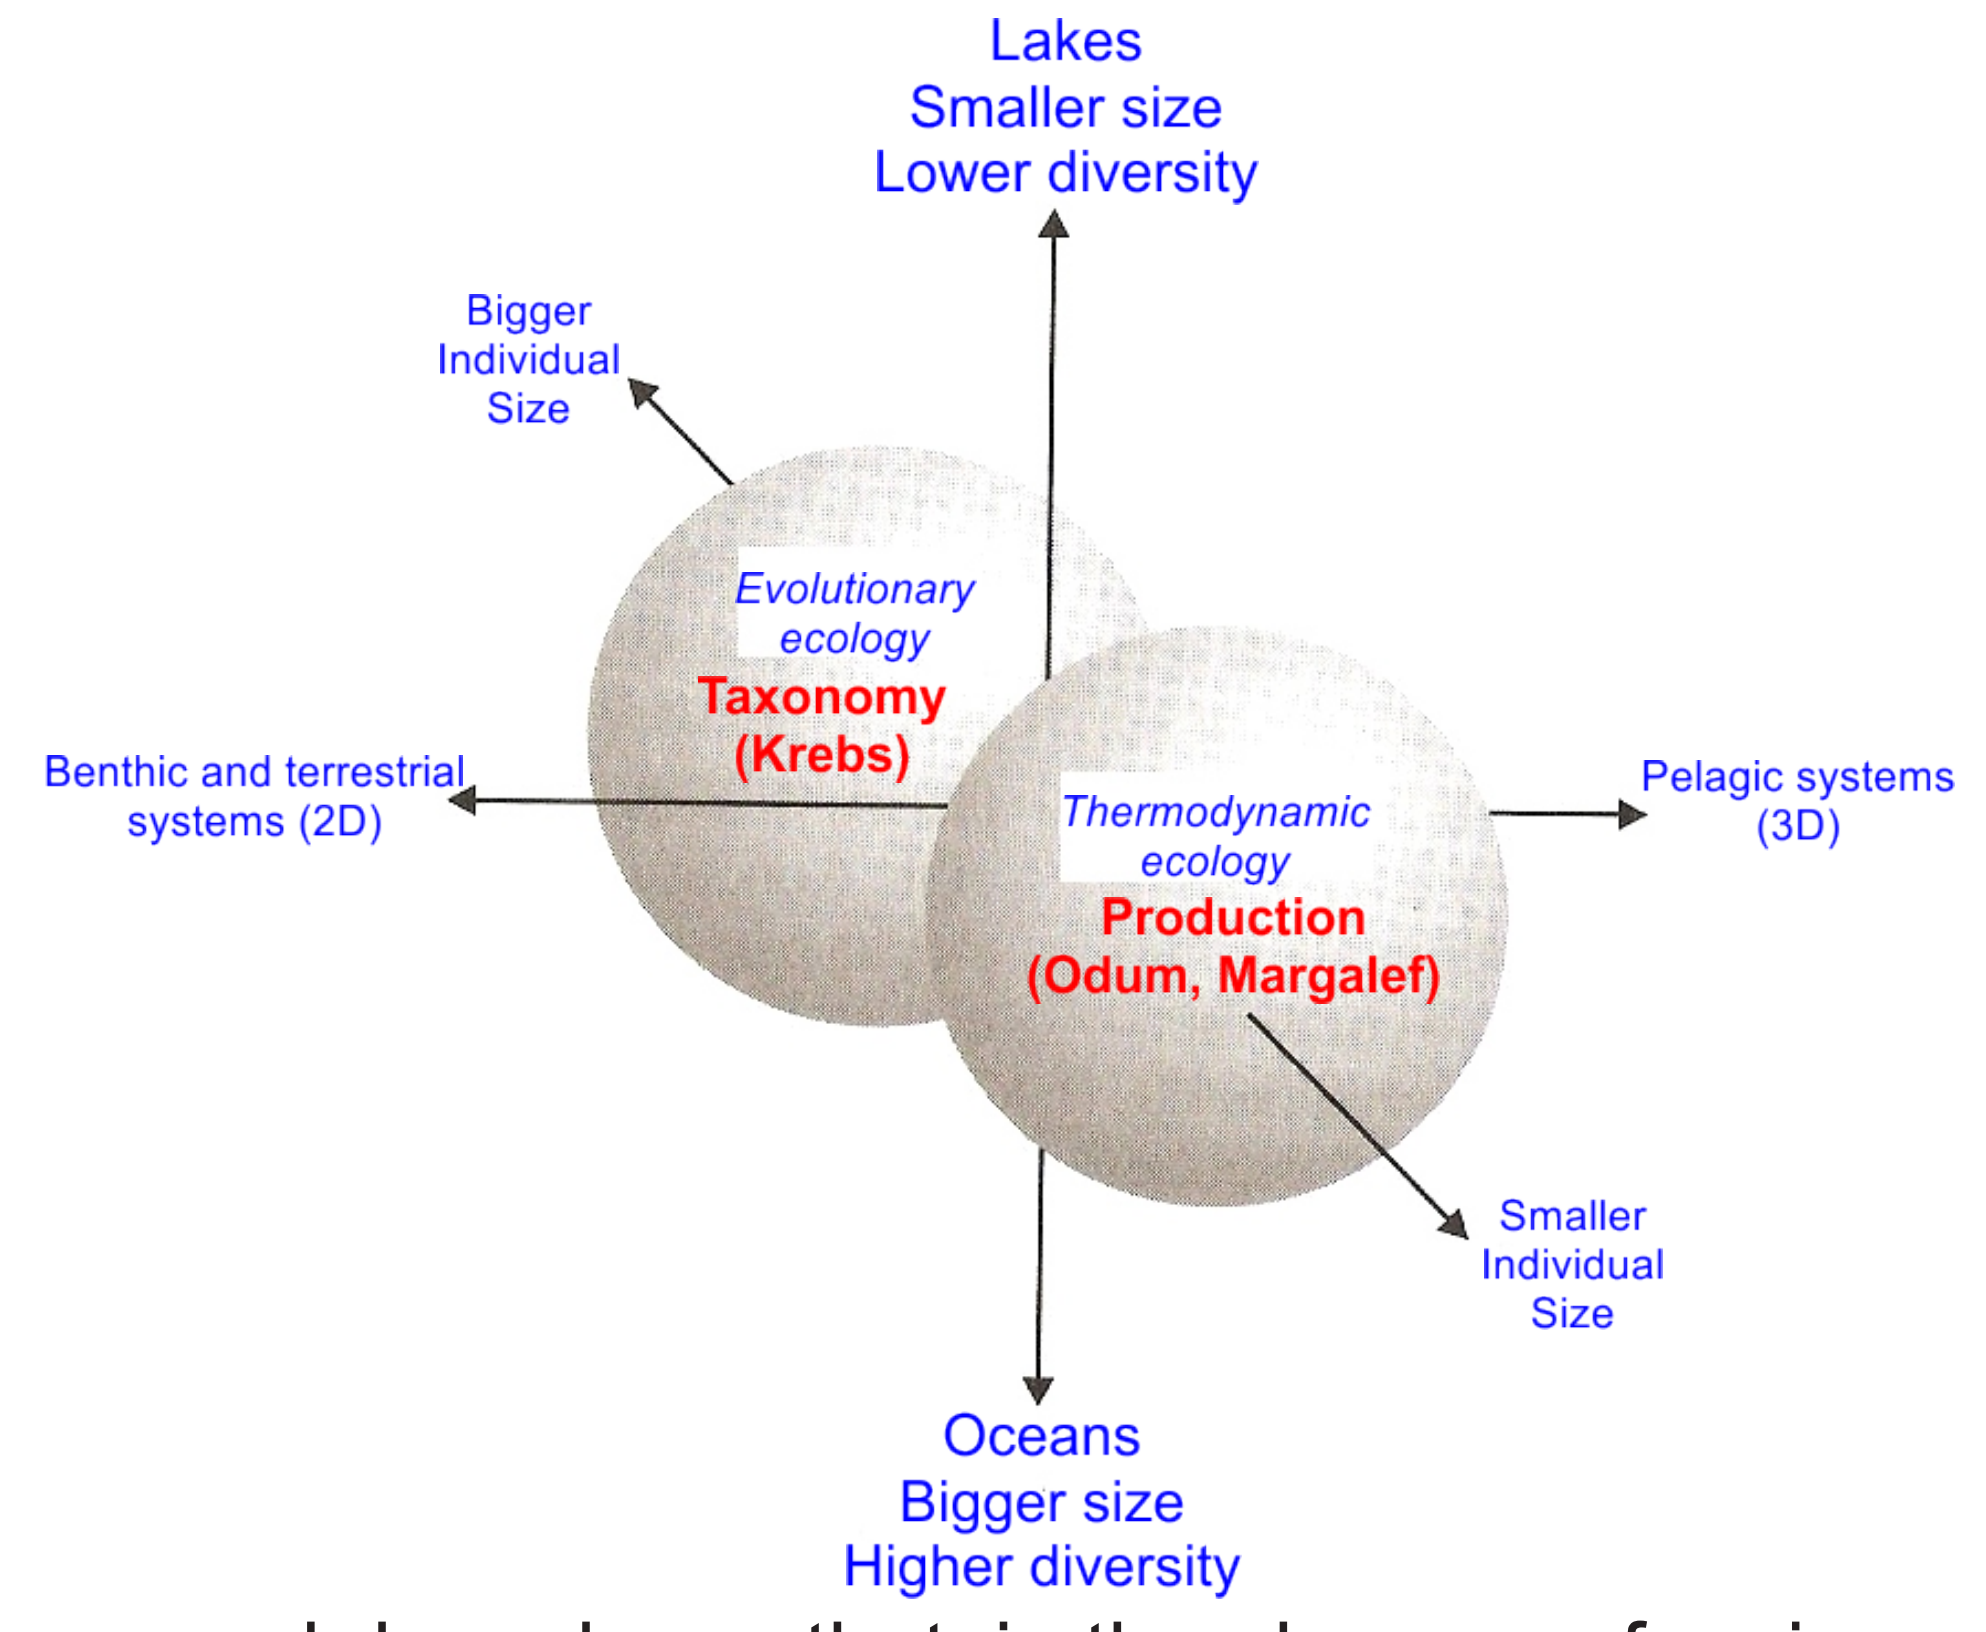 Lakes
Smaller size
Lower diversity
Bigger
Individual
Size
Evolutionary
ecology
Taxonomy
(Krebs)
Benthic and terrestrial
systems (2D)
Pelagic systems
(3D)
Thermodynamic
ecology
Production
(Odum, Margalef)
Smaller
Individual
Size
Oceans
Bigger size
Higher diversity